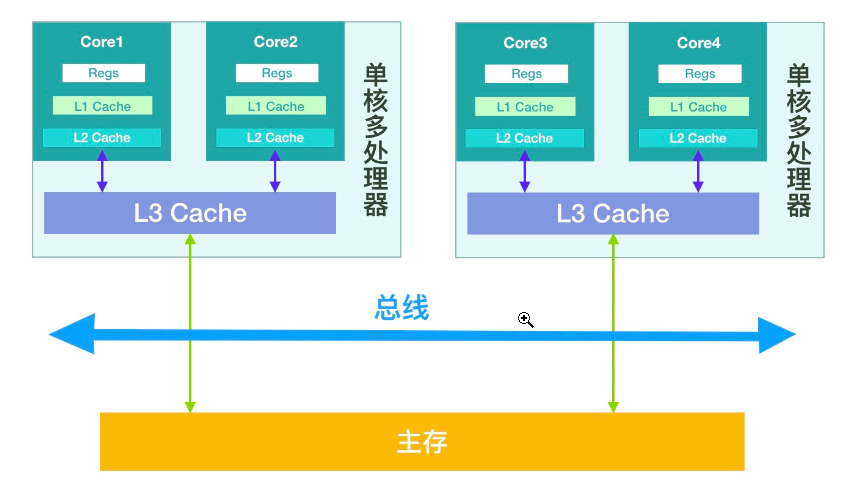 Core1
Regs
L1 Cache
L2 Cache
Core2
Regs
L1 Cache
L2 Cache
单核多处理器
L3 Cache
Core3
Regs
L1 Cache
L2 Cache
Core4
Regs
L1 Cache
L2 Cache
单核多处理器
L3 Cache
总线
主存